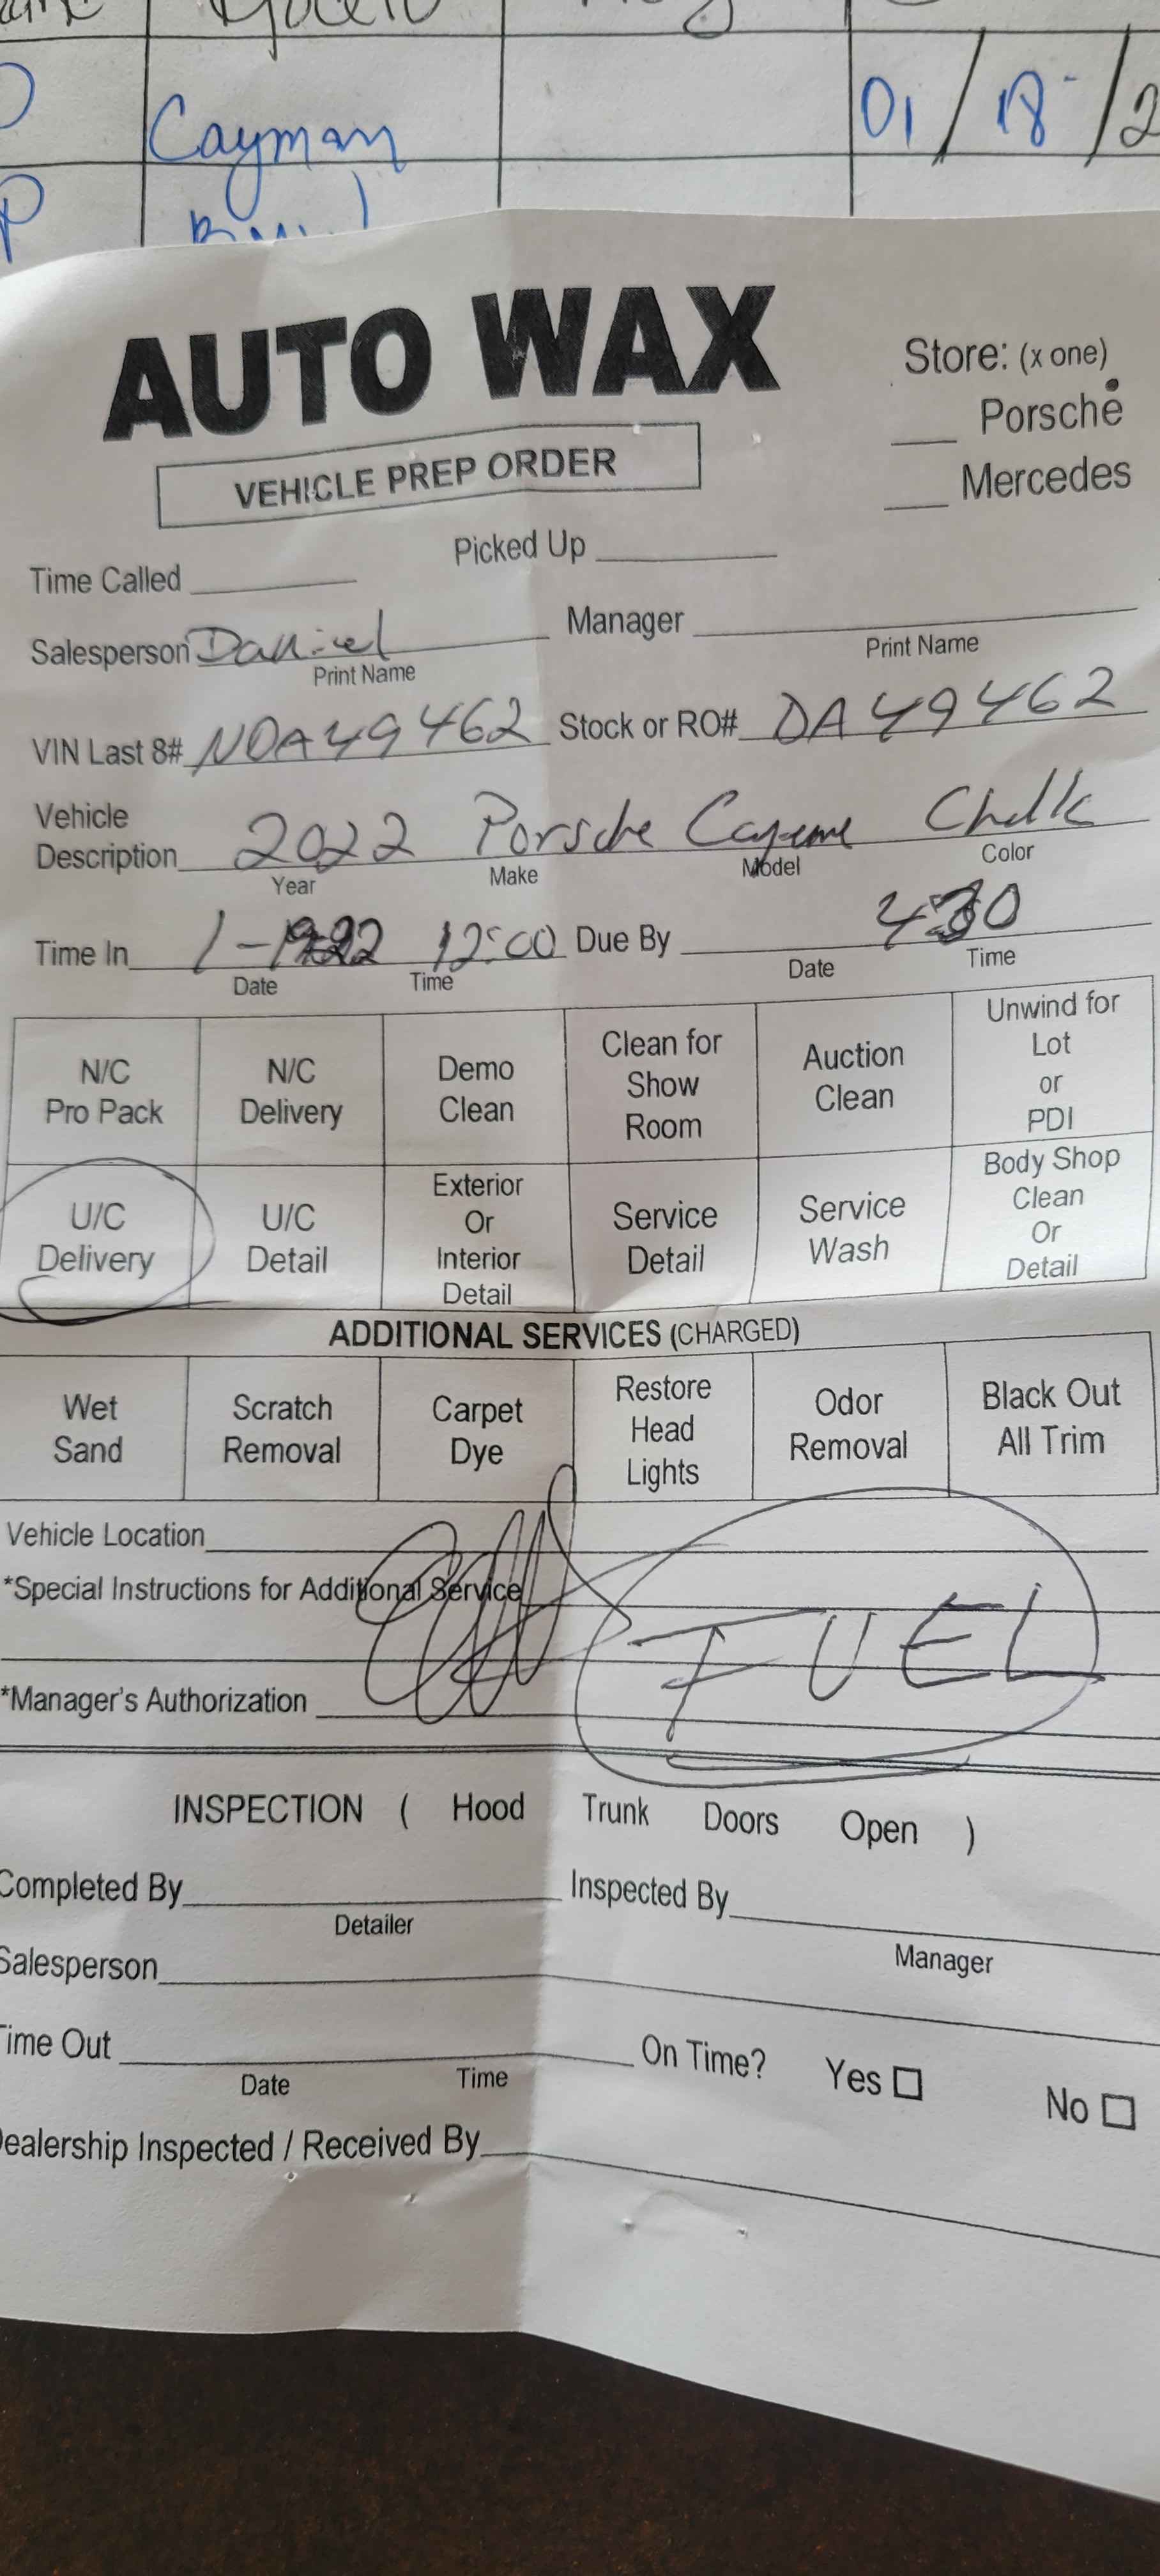 Cayman 01/18/2
AUTO WAX
Store: (x one)
Porsche
VEHICLE PREP ORDER
Mercedes
Time Called Picked Up
Salesperson Daniel Manager
Print Name Print Name
VIN Last 8# NDA49462 Stock or RO# DA49462
Vehicle
Description 2022 Porsche Cayenne Chalk
Year Make Model Color
Time In 12:00 Due By 4:30
Date Time Date Time
N/C Pro Pack N/C Delivery Demo Clean Clean for Show Room Auction Clean Unwind for Lot or PDI
U/C Delivery U/C Detail Exterior Or Interior Detail Service Detail Service Wash Body Shop Clean Or Detail
ADDITIONAL SERVICES (CHARGED)
Wet Sand Scratch Removal Carpet Dye Restore Head Lights Odor Removal Black Out All Trim
Vehicle Location
*Special Instructions for Additional Service
FUEL
*Manager's Authorization
INSPECTION ( Hood Trunk Doors Open )
Completed By Inspected By
Detailer Manager
Salesperson
Time Out On Time? Yes No
Date Time
Dealership Inspected / Received By